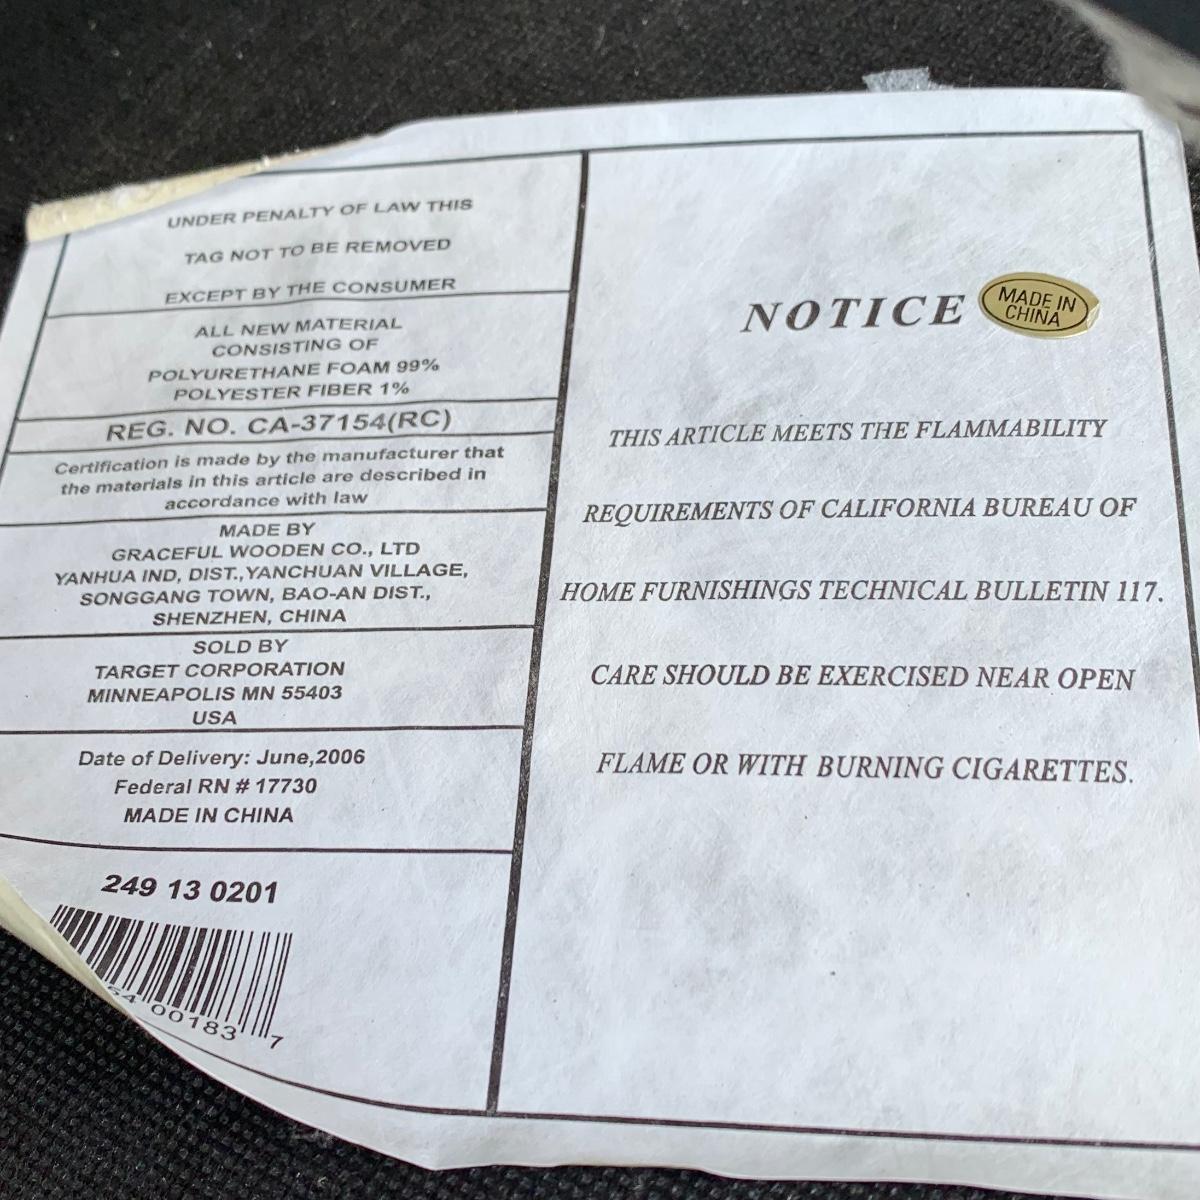 UNDER PENALTY OF LAW THIS
TAG NOT TO BE REMOVED
EXCEPT BY THE CONSUMER
ALL NEW MATERIAL
CONSISTING OF
POLYURETHANE FOAM 99%
POLYESTER FIBER 1%
REG. NO. CA-37154(RC)
Certification is made by the manufacturer that
the materials in this article are described in
accordance with law
MADE BY
GRACEFUL WOODEN CO., LTD
YANHUA IND, DIST.,YANCHUAN VILLAGE,
SONGGANG TOWN, BAO-AN DIST.,
SHENZHEN, CHINA
SOLD BY
TARGET CORPORATION
MINNEAPOLIS MN 55403
USA
Date of Delivery: June,2006
Federal RN # 17730
MADE IN CHINA
249 13 0201
00183 7
NOTICE
MADE IN
CHINA
THIS ARTICLE MEETS THE FLAMMABILITY
REQUIREMENTS OF CALIFORNIA BUREAU OF
HOME FURNISHINGS TECHNICAL BULLETIN 117.
CARE SHOULD BE EXERCISED NEAR OPEN
FLAME OR WITH BURNING CIGARETTES.